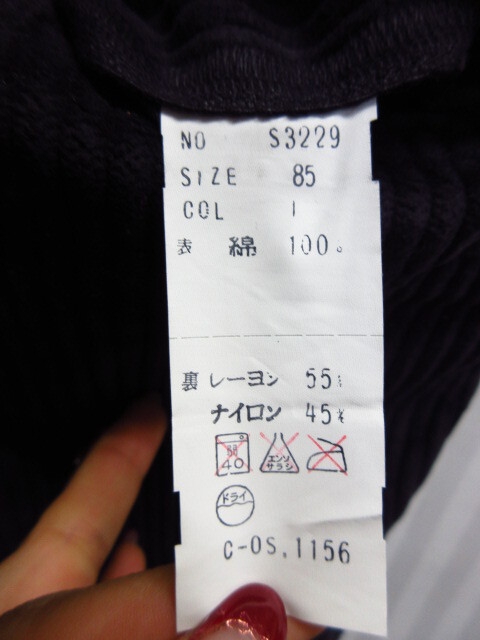 NO S3229
SIZE 85
COL 1
表 綿 100%
裏 レーヨン 55%
ナイロン 45%
40 エンソ サラシ
ドライ
C-OS.1156